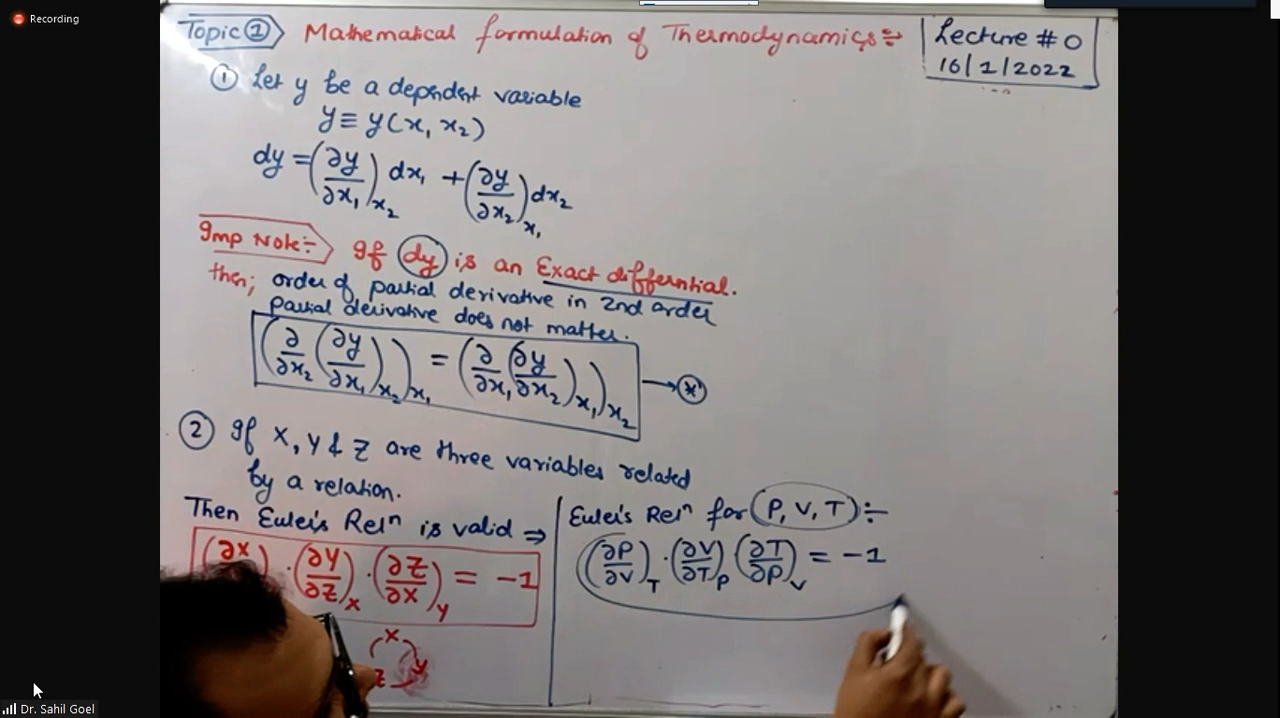 Recording
Topic ① Mathematical formulation of Thermodynamics:-
Lecture # 0
16/1/2022
① Let y be a dependent variable
y ≡ y(x₁ x₂)
dy = (∂y/∂x₁)x₂ dx₁ + (∂y/∂x₂)x₁ dx₂
Imp Note:- If dy is an Exact differntial.
then; order of partial derivative in 2nd order
partial derivative does not matter.
(∂/∂x₂ (∂y/∂x₁)x₂)x₁ = (∂/∂x₁ (∂y/∂x₂)x₁)x₂ → *
② If X, Y & Z are three variables related
by a relation.
Then Euler's Relⁿ is valid ⇒
(∂X · (∂Y/∂Z)X · (∂Z/∂X)Y = -1
X
Y
Z
Euler's Relⁿ for (P, V, T):-
(∂P/∂V)T · (∂V/∂T)P (∂T/∂P)V = -1
Dr. Sahil Goel